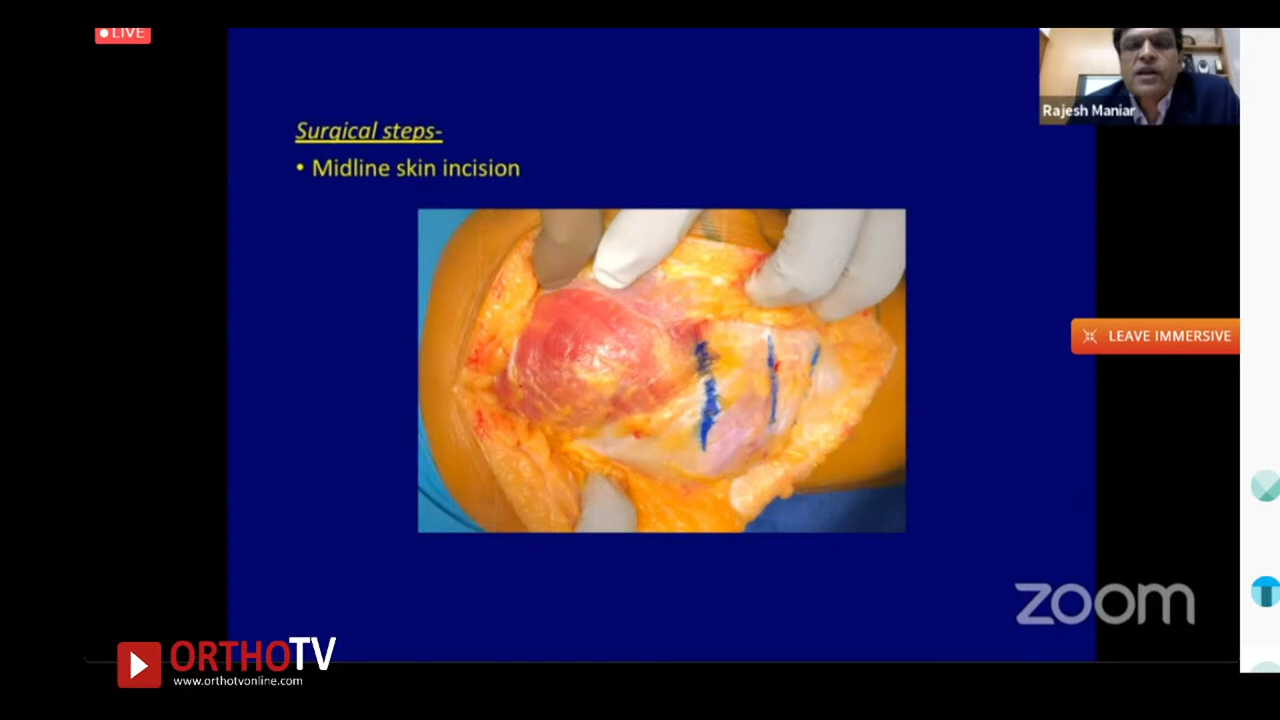 LIVE
Surgical steps-
• Midline skin incision
Rajesh Maniar
LEAVE IMMERSIVE
zoom
ORTHOTV
www.orthotvonline.com